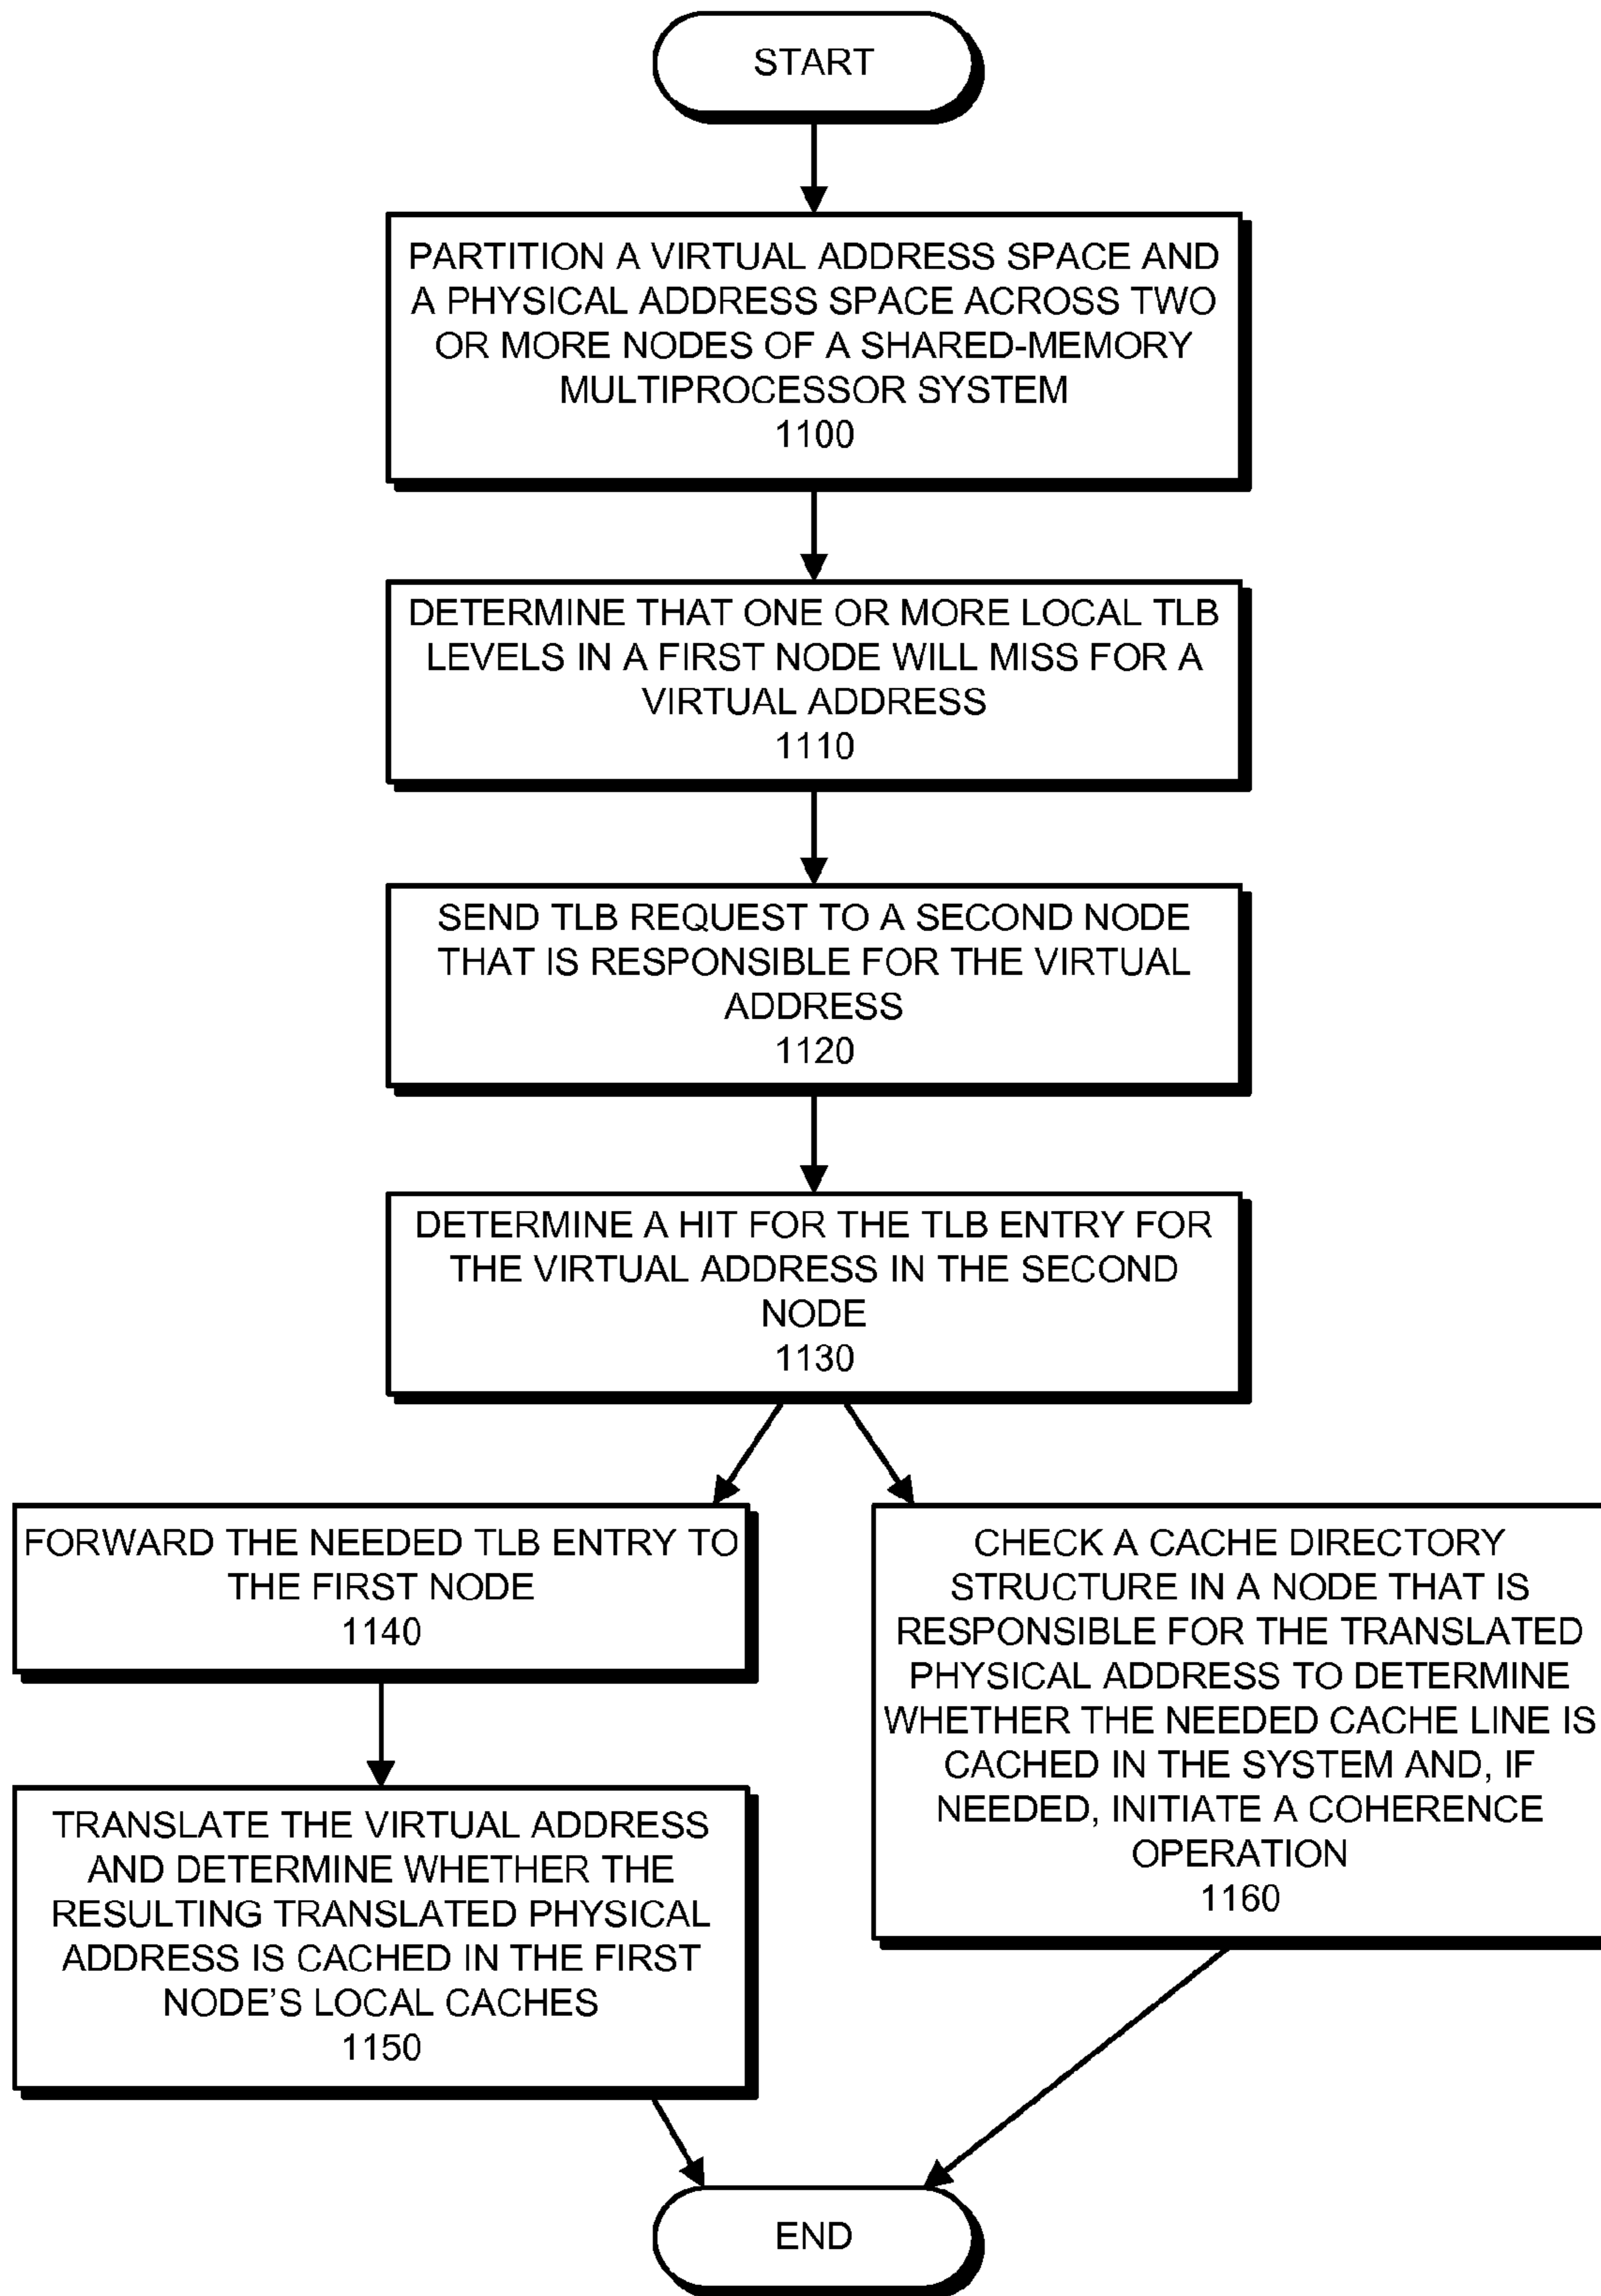 START
PARTITION A VIRTUAL ADDRESS SPACE AND
A PHYSICAL ADDRESS SPACE ACROSS TWO
OR MORE NODES OF A SHARED-MEMORY
MULTIPROCESSOR SYSTEM
1100
DETERMINE THAT ONE OR MORE LOCAL TLB
LEVELS IN A FIRST NODE WILL MISS FOR A
VIRTUAL ADDRESS
1110
SEND TLB REQUEST TO A SECOND NODE
THAT IS RESPONSIBLE FOR THE VIRTUAL
ADDRESS
1120
DETERMINE A HIT FOR THE TLB ENTRY FOR
THE VIRTUAL ADDRESS IN THE SECOND
NODE
1130
FORWARD THE NEEDED TLB ENTRY TO
THE FIRST NODE
1140
TRANSLATE THE VIRTUAL ADDRESS
AND DETERMINE WHETHER THE
RESULTING TRANSLATED PHYSICAL
ADDRESS IS CACHED IN THE FIRST
NODE'S LOCAL CACHES
1150
CHECK A CACHE DIRECTORY
STRUCTURE IN A NODE THAT IS
RESPONSIBLE FOR THE TRANSLATED
PHYSICAL ADDRESS TO DETERMINE
WHETHER THE NEEDED CACHE LINE IS
CACHED IN THE SYSTEM AND, IF
NEEDED, INITIATE A COHERENCE
OPERATION
1160
END